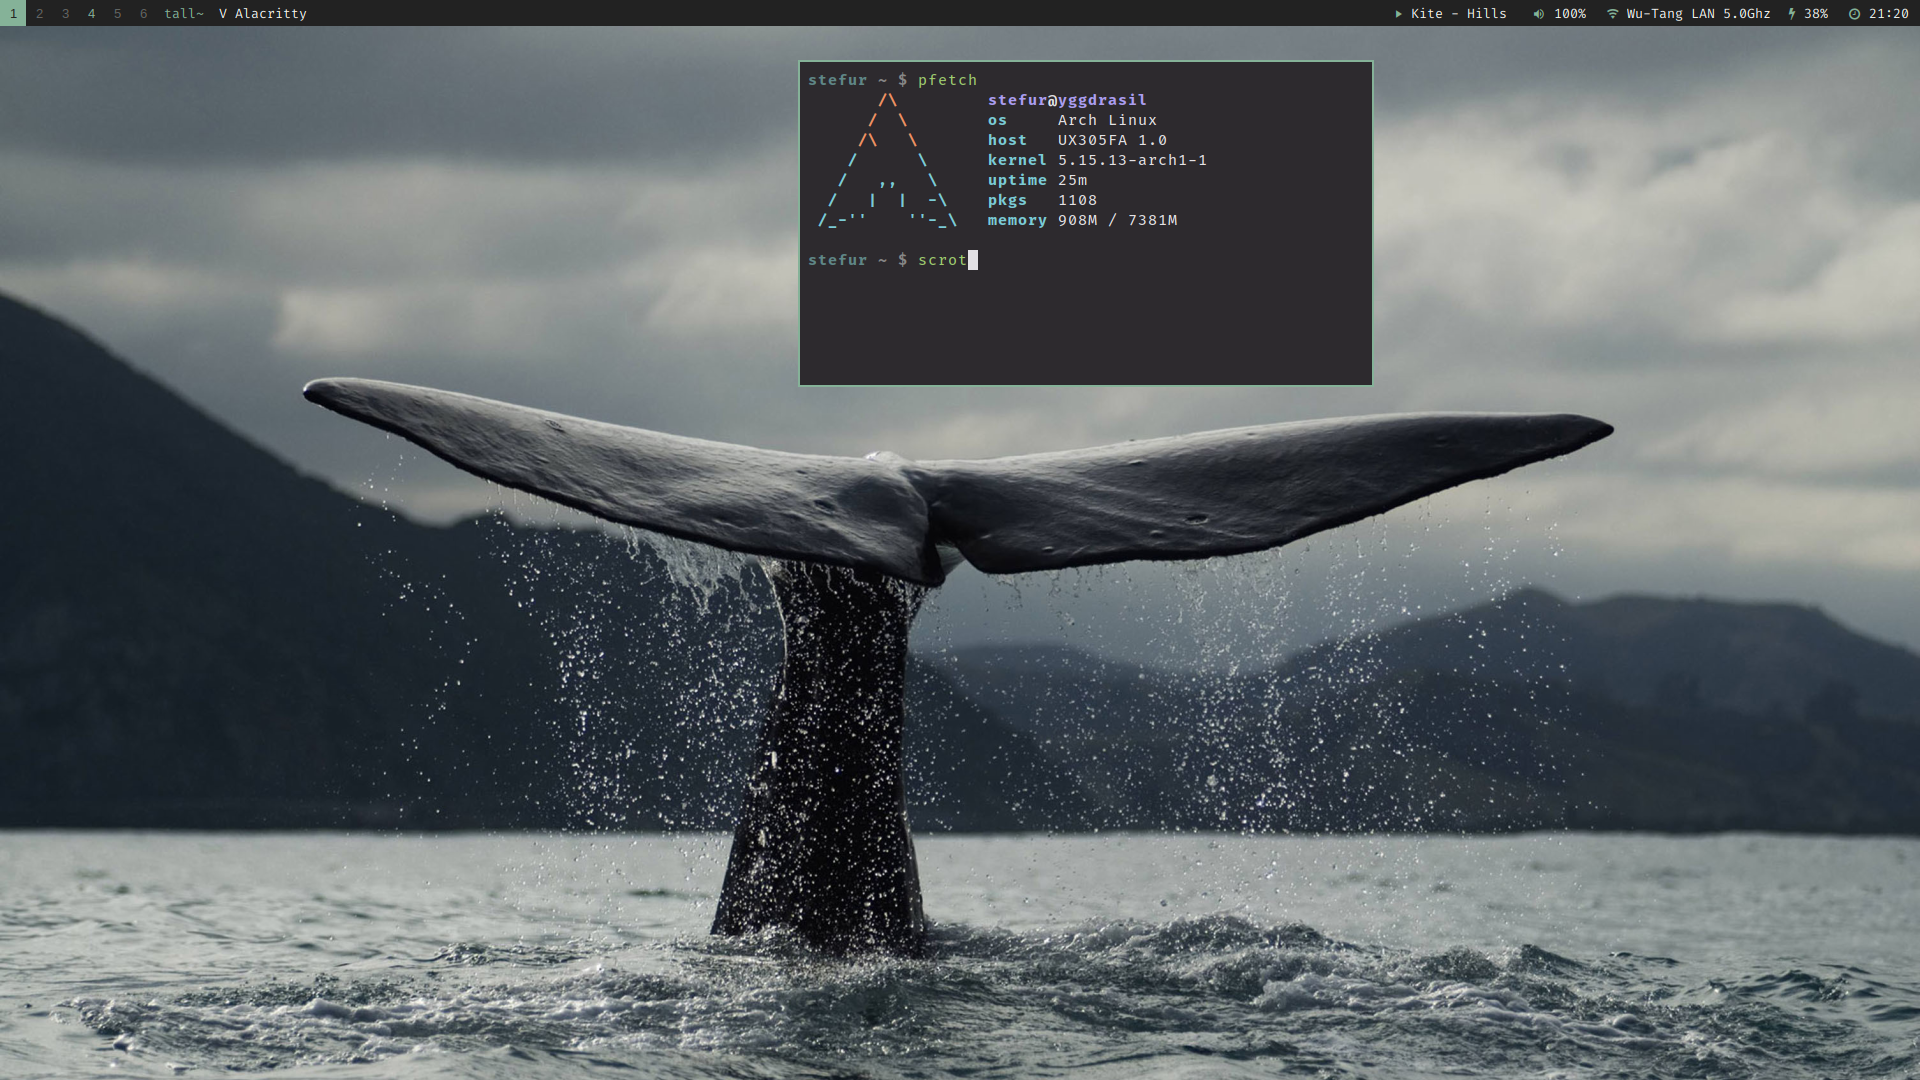 1 2 3 4 5 6 tall~ V Alacritty Kite - Hills 100% Wu-Tang LAN 5.0Ghz 38% 21:20
stefur ~ $ pfetch
stefur@yggdrasil
os Arch Linux
host UX305FA 1.0
kernel 5.15.13-arch1-1
uptime 25m
pkgs 1108
memory 908M / 7381M
stefur ~ $ scrot